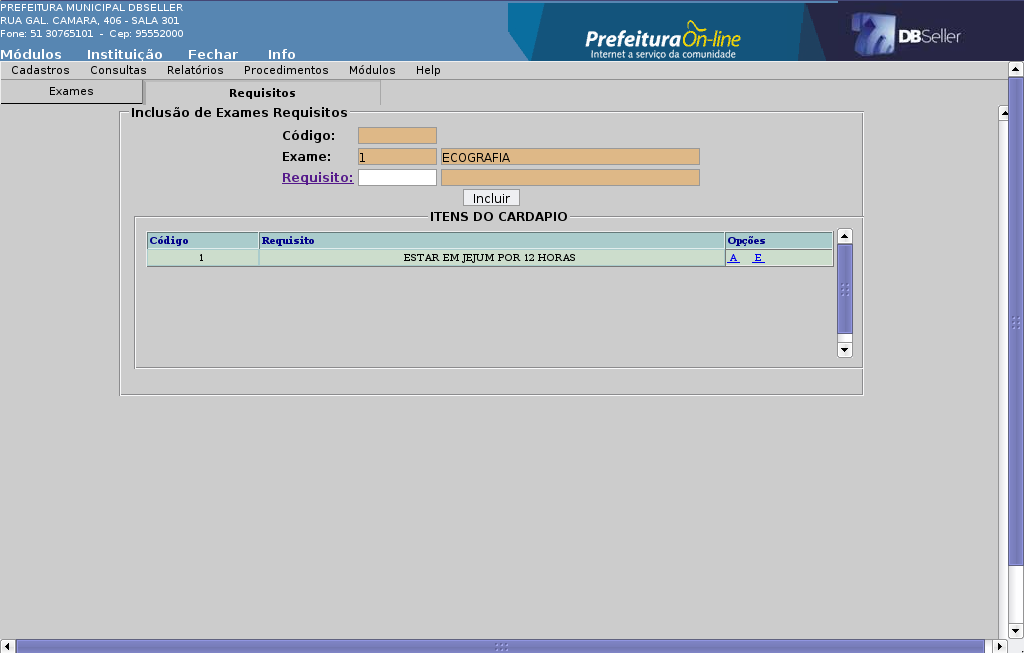 PREFEITURA MUNICIPAL DBSELLER
RUA GAL. CAMARA, 406 - SALA 301
Fone: 51 30765101 - Cep: 95552000
Módulos Instituição Fechar Info
PrefeituraOn-line
Internet a serviço da comunidade
DBSeller
Cadastros Consultas Relatórios Procedimentos Módulos Help
Exames Requisitos
Inclusão de Exames Requisitos
Código:
Exame: 1 ECOGRAFIA
Requisito:
Incluir
ITENS DO CARDAPIO
Código Requisito Opções
1 ESTAR EM JEJUM POR 12 HORAS A E